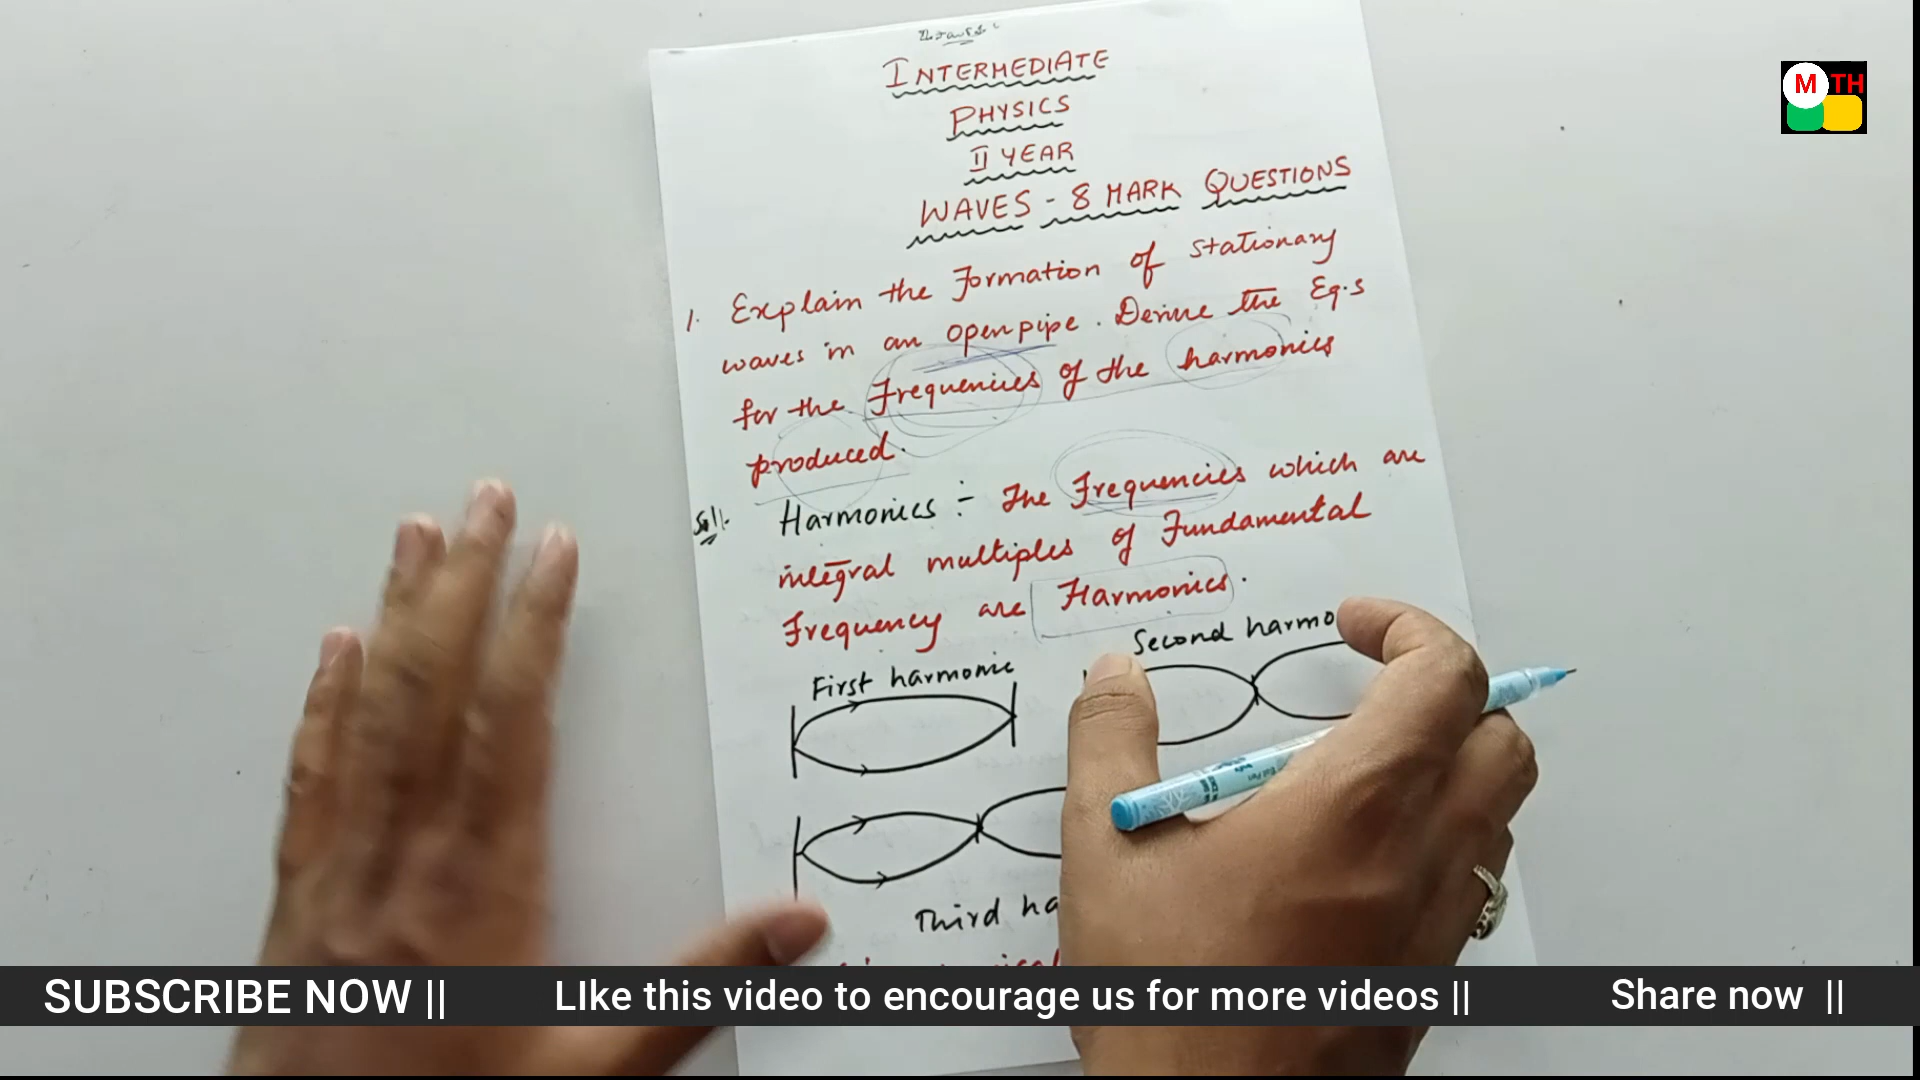 INTERMEDIATE
PHYSICS
II YEAR
WAVES - 8 MARK QUESTIONS
1. Explain the Formation of stationary
waves in an open pipe. Derive the Eq.s
for the Frequencies of the harmonics
produced.
Sol:- Harmonics :- The Frequencies which are
integral multiples of Fundamental
Frequency are Harmonics.
First harmonic
Second harmo
Third ha
M TH
SUBSCRIBE NOW || LIke this video to encourage us for more videos || Share now ||